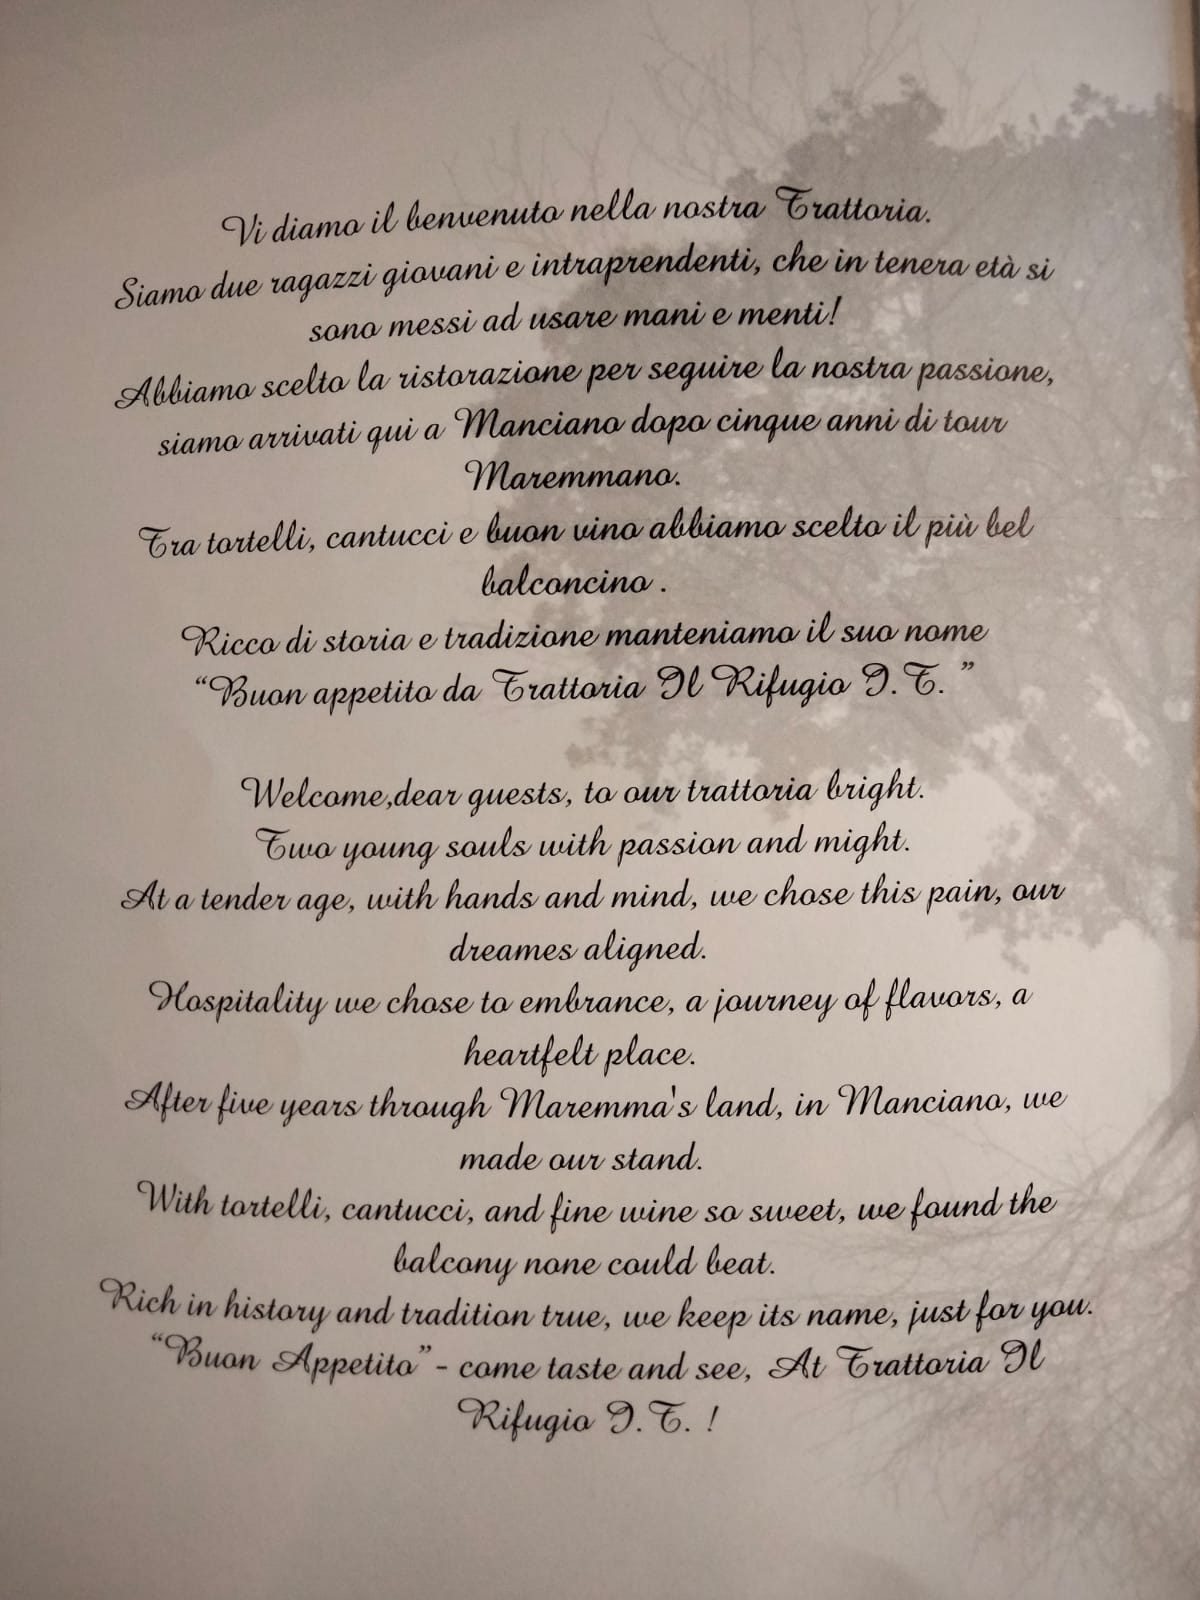 Vi diamo il benvenuto nella nostra Trattoria.
Siamo due ragazzi giovani e intraprendenti, che in tenera età si
sono messi ad usare mani e menti!
Abbiamo scelto la ristorazione per seguire la nostra passione,
siamo arrivati qui a Manciano dopo cinque anni di tour
Maremmano.
Tra tortelli, cantucci e buon vino abbiamo scelto il più bel
balconcino .
Ricco di storia e tradizione manteniamo il suo nome
“Buon appetito da Trattoria Il Rifugio I. T. ”
Welcome,dear guests, to our trattoria bright.
Two young souls with passion and might.
At a tender age, with hands and mind, we chose this pain, our
dreames aligned.
Hospitality we chose to embrance, a journey of flavors, a
heartfelt place.
After five years through Maremma's land, in Manciano, we
made our stand.
With tortelli, cantucci, and fine wine so sweet, we found the
balcony none could beat.
Rich in history and tradition true, we keep its name, just for you.
“Buon Appetito”- come taste and see, At Trattoria Il
Rifugio I. T. !